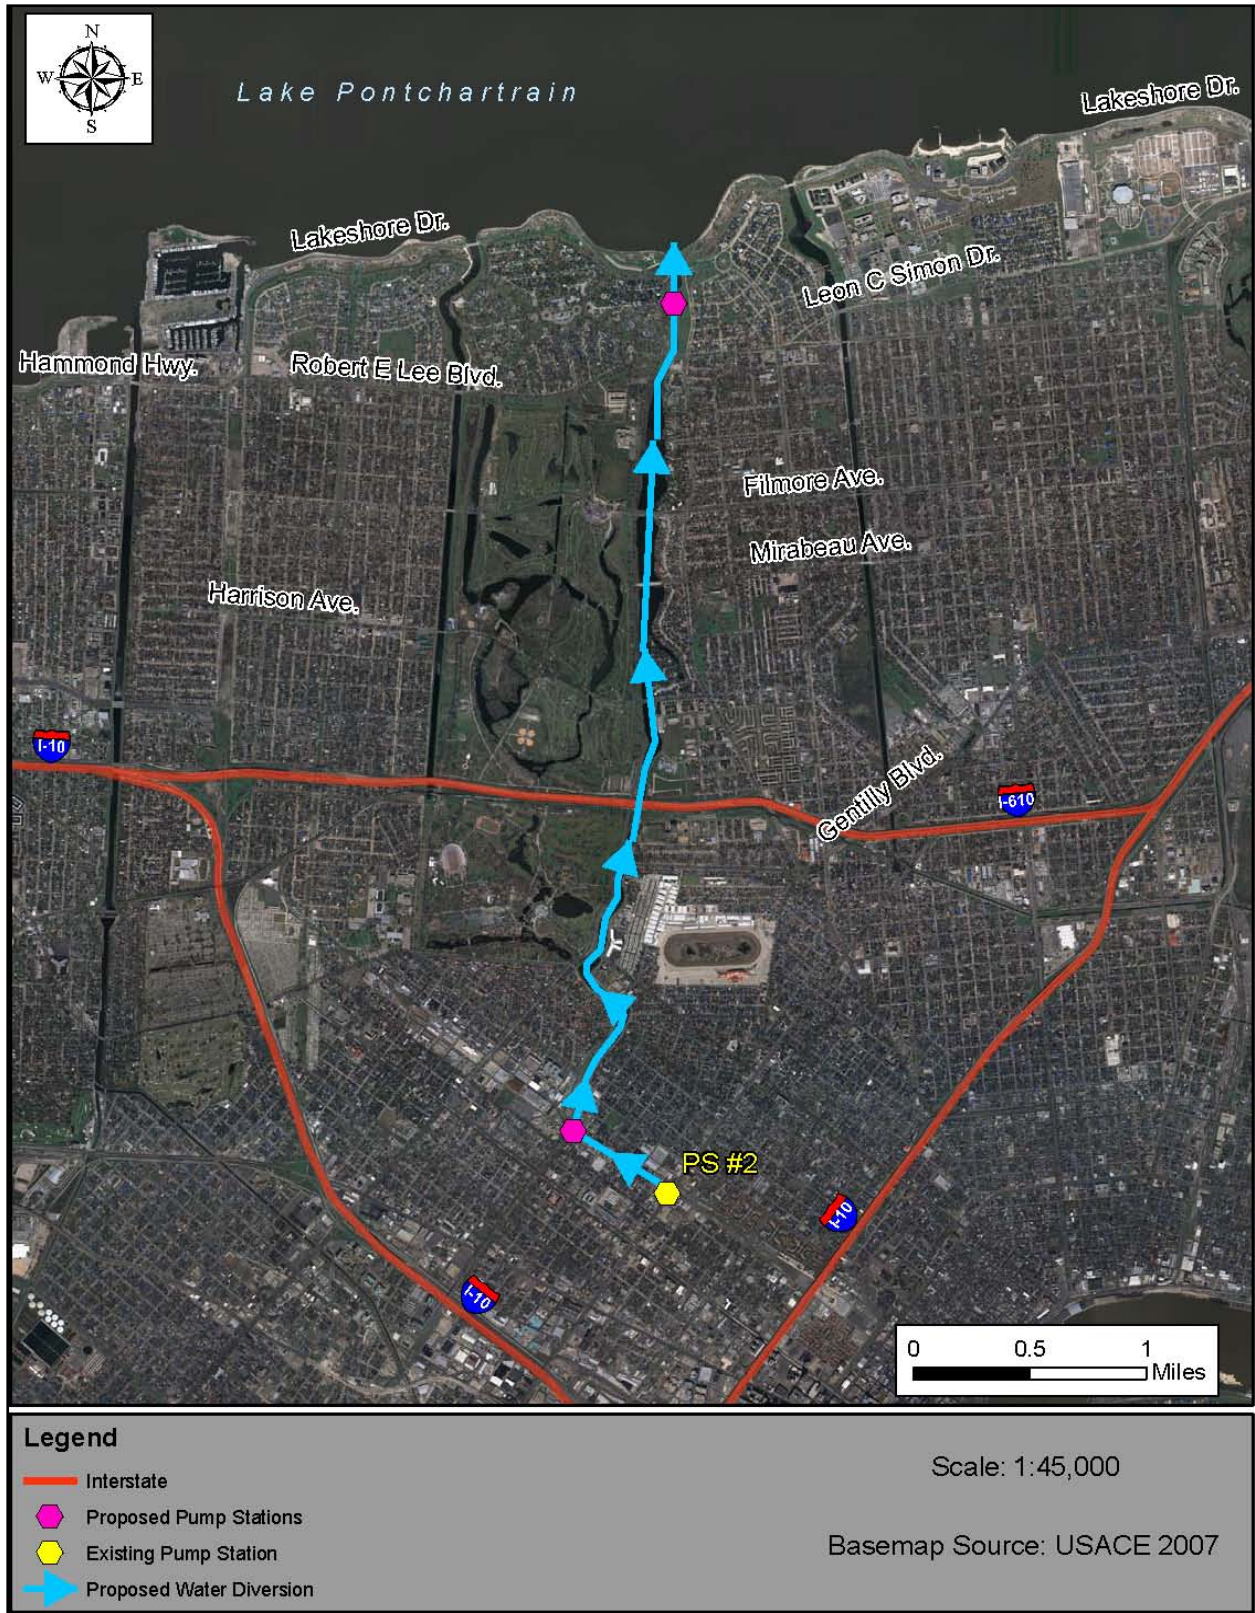 N
W E
S
Lake Pontchartrain
Lakeshore Dr.
Lakeshore Dr.
Leon C Simon Dr.
Hammond Hwy.
Robert E Lee Blvd.
Filmore Ave.
Mirabeau Ave.
Harrison Ave.
I-10
Gentilly Blvd.
I-610
PS #2
I-10
I-10
0 0.5 1
Miles
Legend
Interstate
Proposed Pump Stations
Existing Pump Station
Proposed Water Diversion
Scale: 1:45,000
Basemap Source: USACE 2007